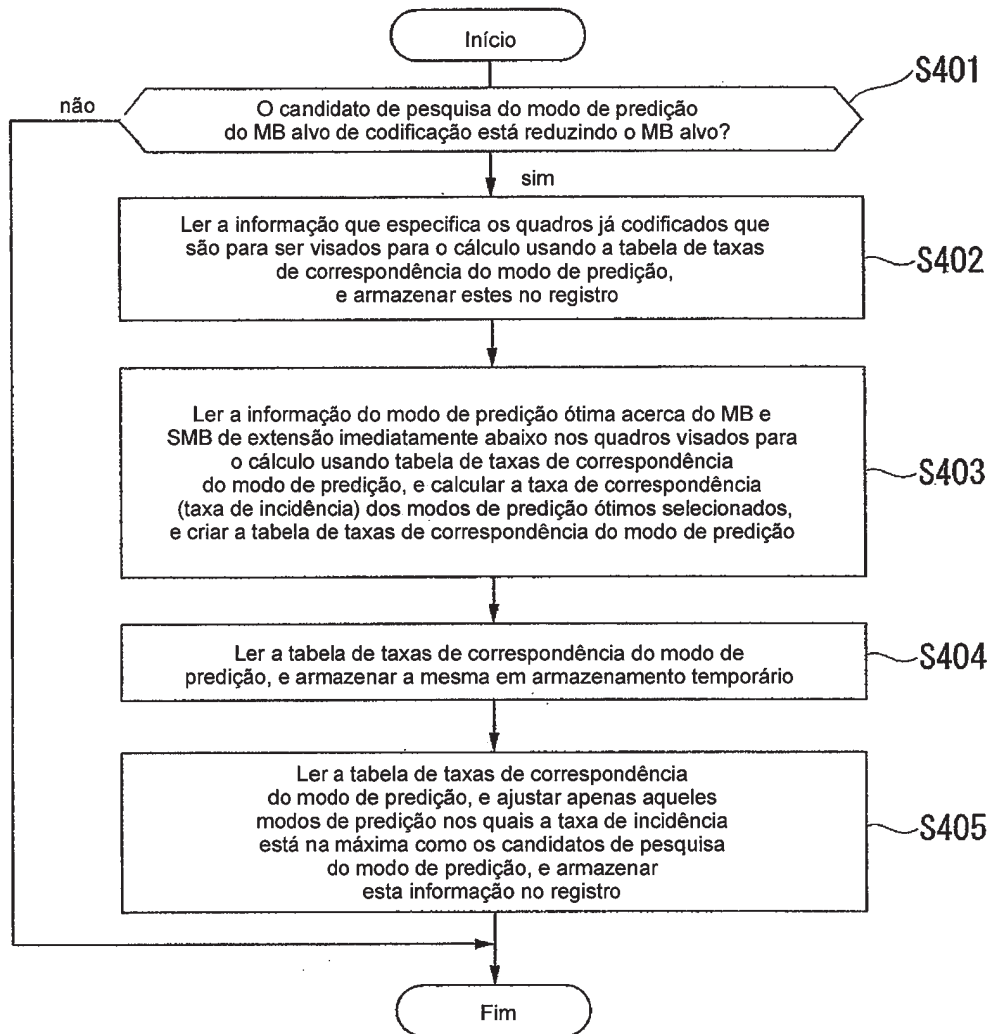 Início
S401
não
O candidato de pesquisa do modo de predição
do MB alvo de codificação está reduzindo o MB alvo?
sim
Ler a informação que especifica os quadros já codificados que
são para ser visados para o cálculo usando a tabela de taxas
de correspondência do modo de predição,
e armazenar estes no registro
S402
Ler a informação do modo de predição ótima acerca do MB e
SMB de extensão imediatamente abaixo nos quadros visados para
o cálculo usando tabela de taxas de correspondência
do modo de predição, e calcular a taxa de correspondência
(taxa de incidência) dos modos de predição ótimos selecionados,
e criar a tabela de taxas de correspondência do modo de predição
S403
Ler a tabela de taxas de correspondência do modo de
predição, e armazenar a mesma em armazenamento temporário
S404
Ler a tabela de taxas de correspondência
do modo de predição, e ajustar apenas aqueles
modos de predição nos quais a taxa de incidência
está na máxima como os candidatos de pesquisa
do modo de predição, e armazenar
esta informação no registro
S405
Fim